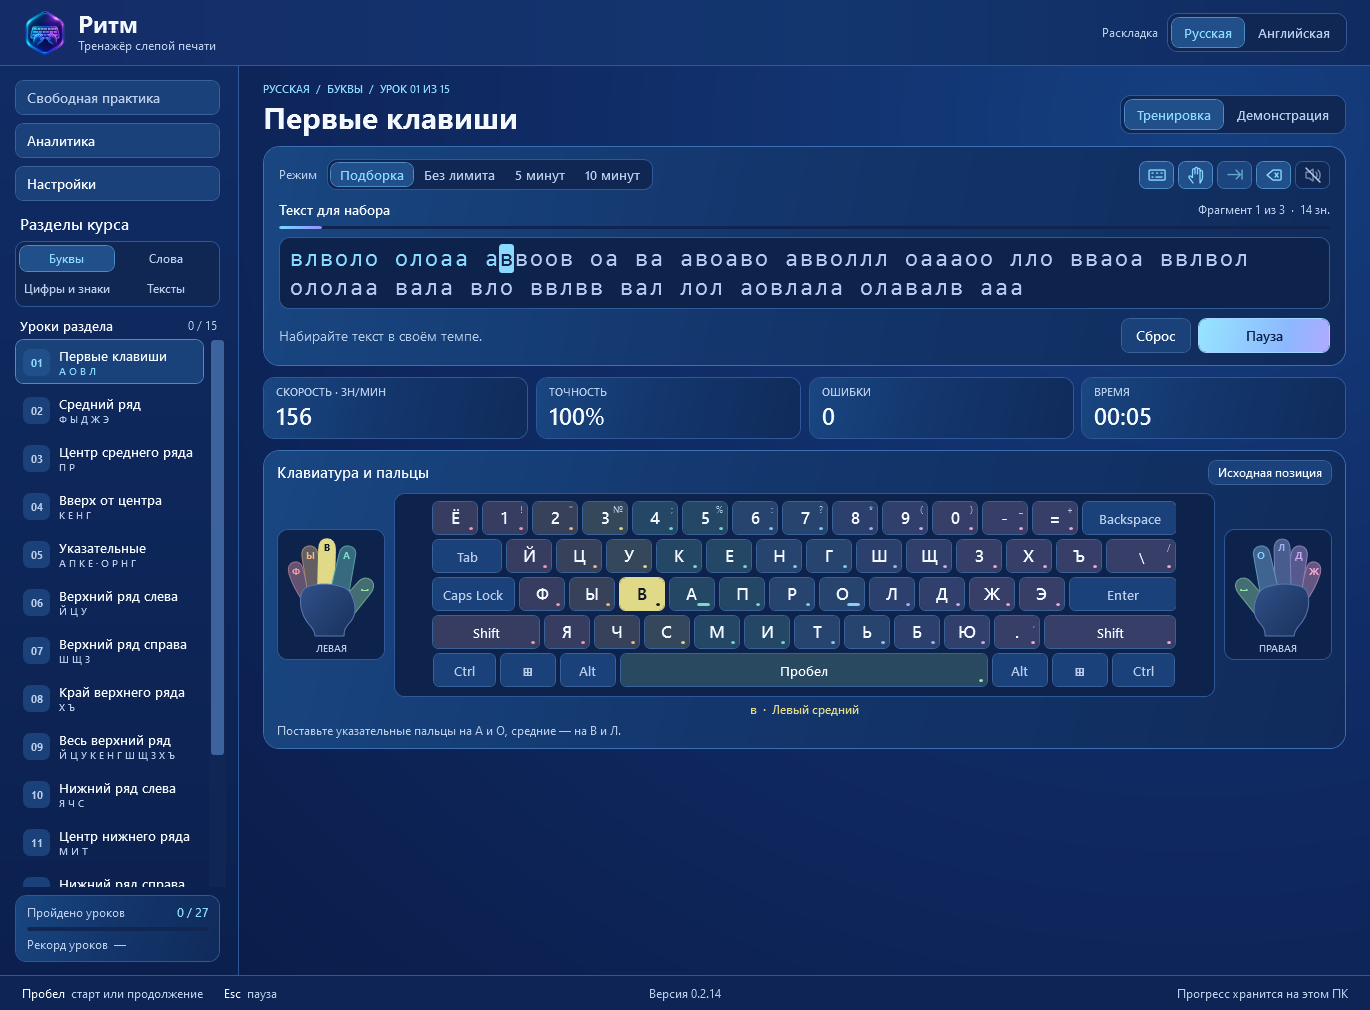 Ритм
Тренажёр слепой печати
Раскладка Русская Английская
Свободная практика
Аналитика
Настройки
Разделы курса
Буквы Слова
Цифры и знаки Тексты
Уроки раздела 0 / 15
01 Первые клавиши
А О В Л
02 Средний ряд
Ф Ы Д Ж Э
03 Центр среднего ряда
П Р
04 Вверх от центра
К Е Н Г
05 Указательные
А П К Е · О Р Н Г
06 Верхний ряд слева
Й Ц У
07 Верхний ряд справа
Ш Щ З
08 Край верхнего ряда
Х Ъ
09 Весь верхний ряд
Й Ц У К Е Н Г Ш Щ З Х Ъ
10 Нижний ряд слева
Я Ч С
11 Центр нижнего ряда
М И Т
Нижний ряд справа
Пройдено уроков 0 / 27
Рекорд уроков —
РУССКАЯ / БУКВЫ / УРОК 01 ИЗ 15
Первые клавиши
Тренировка Демонстрация
Режим Подборка Без лимита 5 минут 10 минут
Текст для набора Фрагмент 1 из 3 · 14 зн.
влволо олоаа аввоов оа ва авоаво авволлл оаааоо лло вваоа ввлвол
ололаа вала вло ввлвв вал лол аовлала олавалв ааа
Набирайте текст в своём темпе. Сброс Пауза
СКОРОСТЬ · ЗН/МИН
156
ТОЧНОСТЬ
100%
ОШИБКИ
0
ВРЕМЯ
00:05
Клавиатура и пальцы Исходная позиция
Ф Ы В А
ЛЕВАЯ
Ё 1 ! 2 " 3 № 4 ; 5 % 6 : 7 ? 8 * 9 ( 0 ) - _ = + Backspace
Tab Й Ц У К Е Н Г Ш Щ З Х Ъ \ /
Caps Lock Ф Ы В А П Р О Л Д Ж Э Enter
Shift Я Ч С М И Т Ь Б Ю . , Shift
Ctrl Alt Пробел Alt Ctrl
О Л Д Ж
ПРАВАЯ
в · Левый средний
Поставьте указательные пальцы на А и О, средние — на В и Л.
Пробел старт или продолжение Esc пауза
Версия 0.2.14
Прогресс хранится на этом ПК